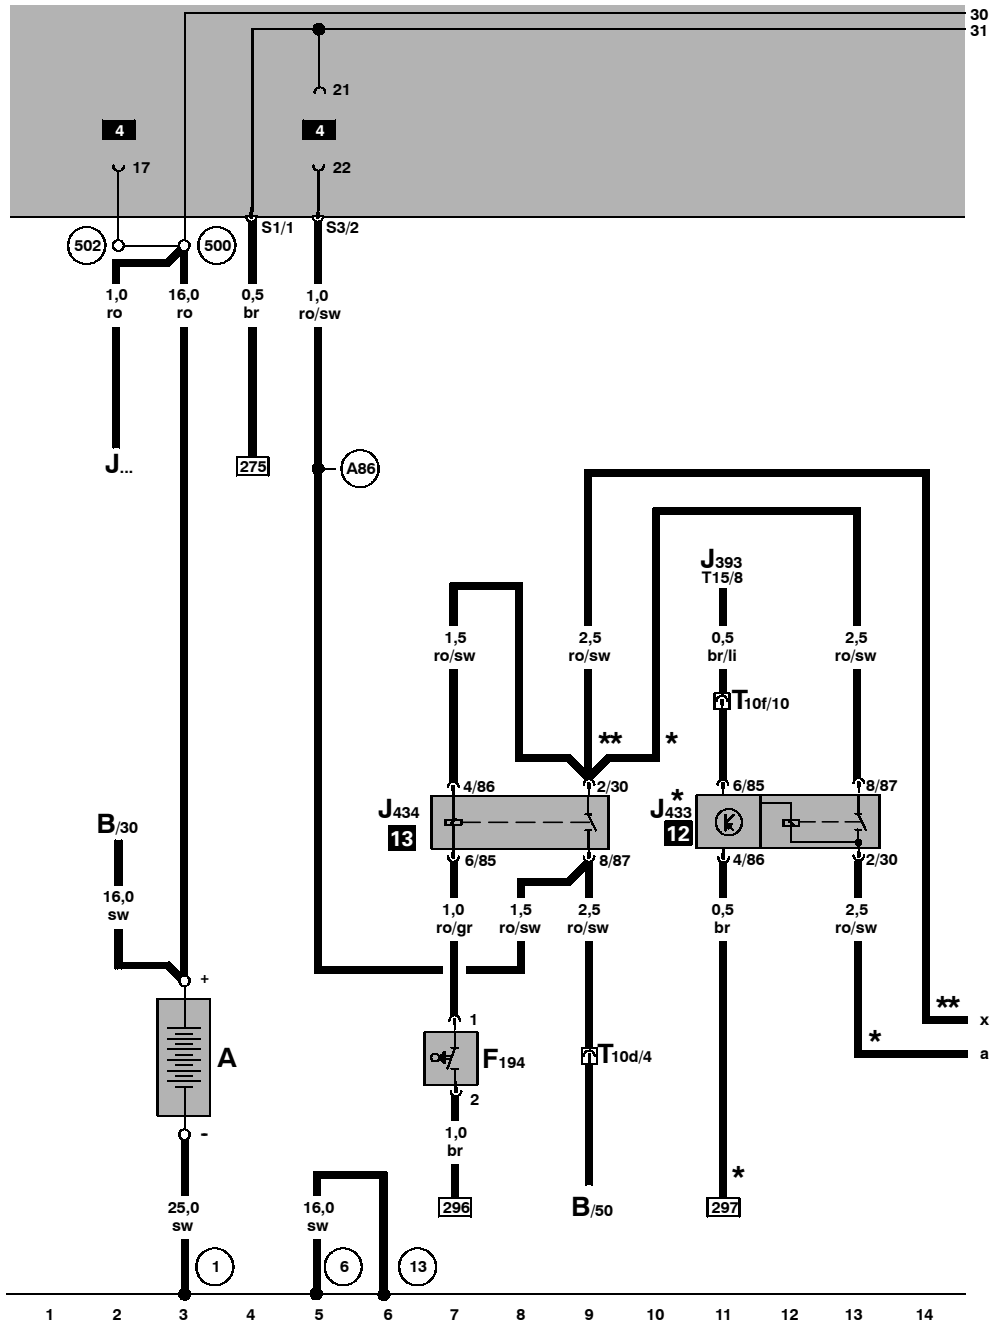 30
31
21
4
4
17
22
S1/1
S3/2
502
500
1,0
ro
16,0
ro
0,5
br
1,0
ro/sw
J...
275
A86
J393
T15/8
1,5
ro/sw
2,5
ro/sw
0,5
br/li
2,5
ro/sw
T10f/10
**
*
4/86
2/30
6/85
8/87
J434
13
*
J433
12
B/30
6/85
8/87
4/86
2/30
16,0
sw
1,0
ro/gr
1,5
ro/sw
2,5
ro/sw
0,5
br
2,5
ro/sw
+
**
x
1
*
a
A
F194
T10d/4
2
-
1,0
br
*
25,0
sw
16,0
sw
296
B/50
297
1
6
13
1
2
3
4
5
6
7
8
9
10
11
12
13
14